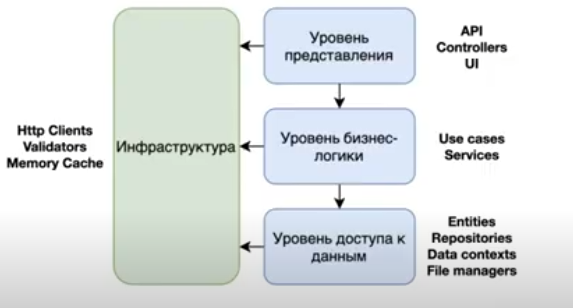 Уровень
представления
API
Controllers
UI
Http Clients
Validators
Memory Cache
Инфраструктура
Уровень бизнес-
логики
Use cases
Services
Уровень доступа к
данным
Entities
Repositories
Data contexts
File managers